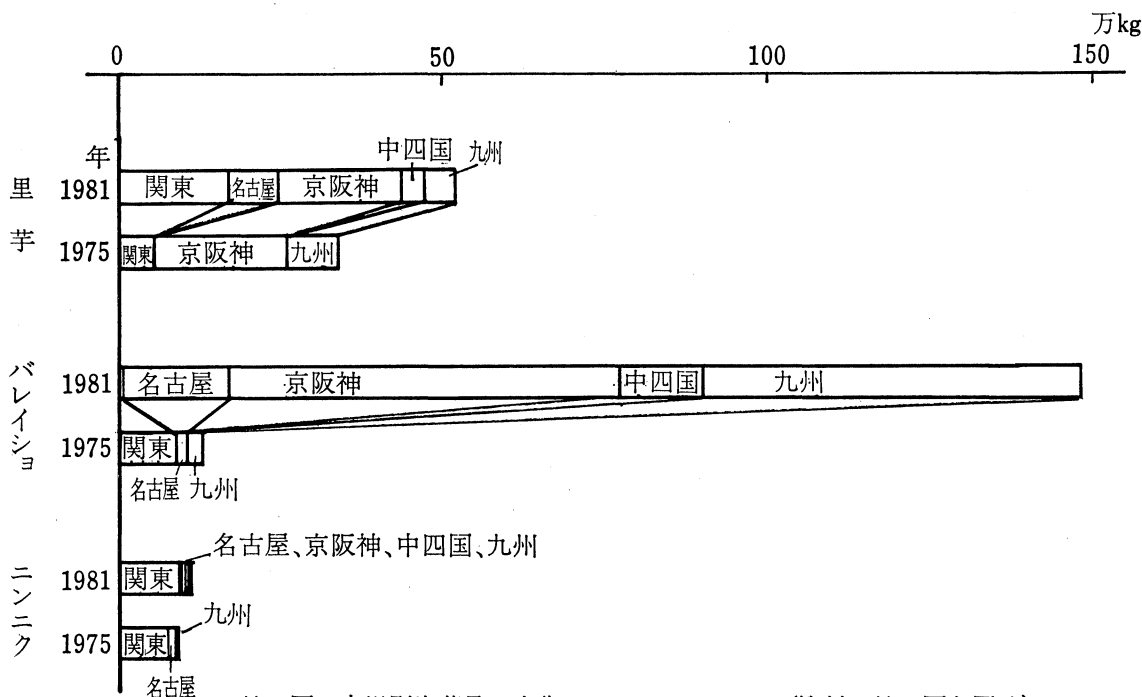 万kg
0 50 100 150
年
里芋
1981 関東 名古屋 京阪神 中四国 九州
1975 関東 京阪神 九州
バレイショ
1981 名古屋 京阪神 中四国 九州
1975 関東
名古屋 九州
ニンニク
名古屋、京阪神、中四国、九州
1981 関東
九州
1975 関東
名古屋